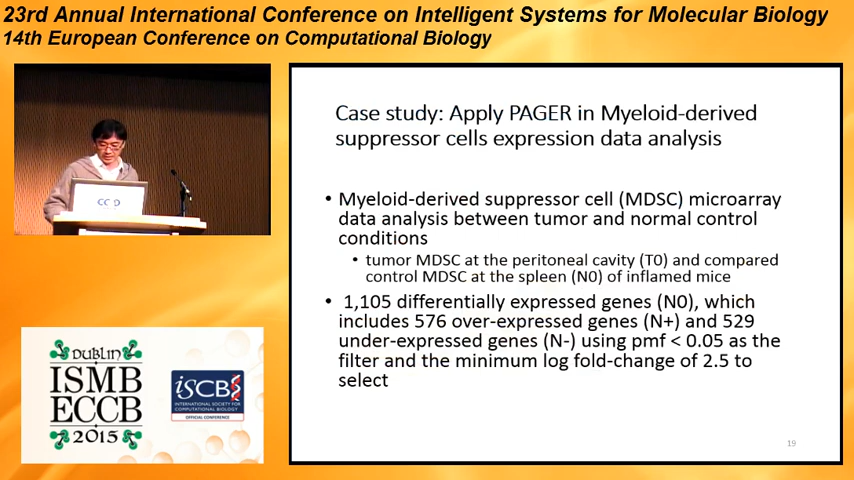 23rd Annual International Conference on Intelligent Systems for Molecular Biology
14th European Conference on Computational Biology
Case study: Apply PAGER in Myeloid-derived
suppressor cells expression data analysis
• Myeloid-derived suppressor cell (MDSC) microarray
data analysis between tumor and normal control
conditions
• tumor MDSC at the peritoneal cavity (T0) and compared
control MDSC at the spleen (N0) of inflamed mice
• 1,105 differentially expressed genes (N0), which
includes 576 over-expressed genes (N+) and 529
under-expressed genes (N-) using pmf < 0.05 as the
filter and the minimum log fold-change of 2.5 to
select
19
DUBLIN
ISMB
ECCB
2015
ISCB
INTERNATIONAL SOCIETY FOR
COMPUTATIONAL BIOLOGY
OFFICIAL CONFERENCE